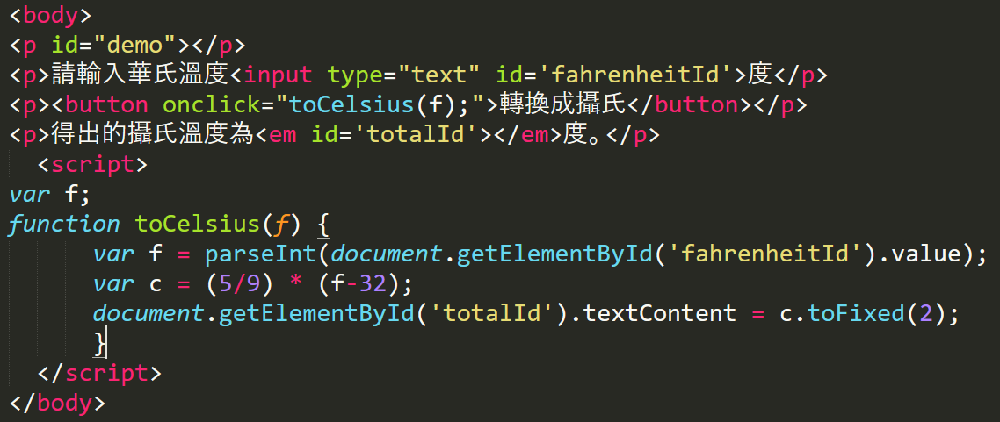 <body>
<p id="demo"></p>
<p>請輸入華氏溫度<input type="text" id='fahrenheitId'>度</p>
<p><button onclick="toCelsius(f);">轉換成攝氏</button></p>
<p>得出的攝氏溫度為<em id='totalId'></em>度。</p>
<script>
var f;
function toCelsius(f) {
var f = parseInt(document.getElementById('fahrenheitId').value);
var c = (5/9) * (f-32);
document.getElementById('totalId').textContent = c.toFixed(2);
}
</script>
</body>